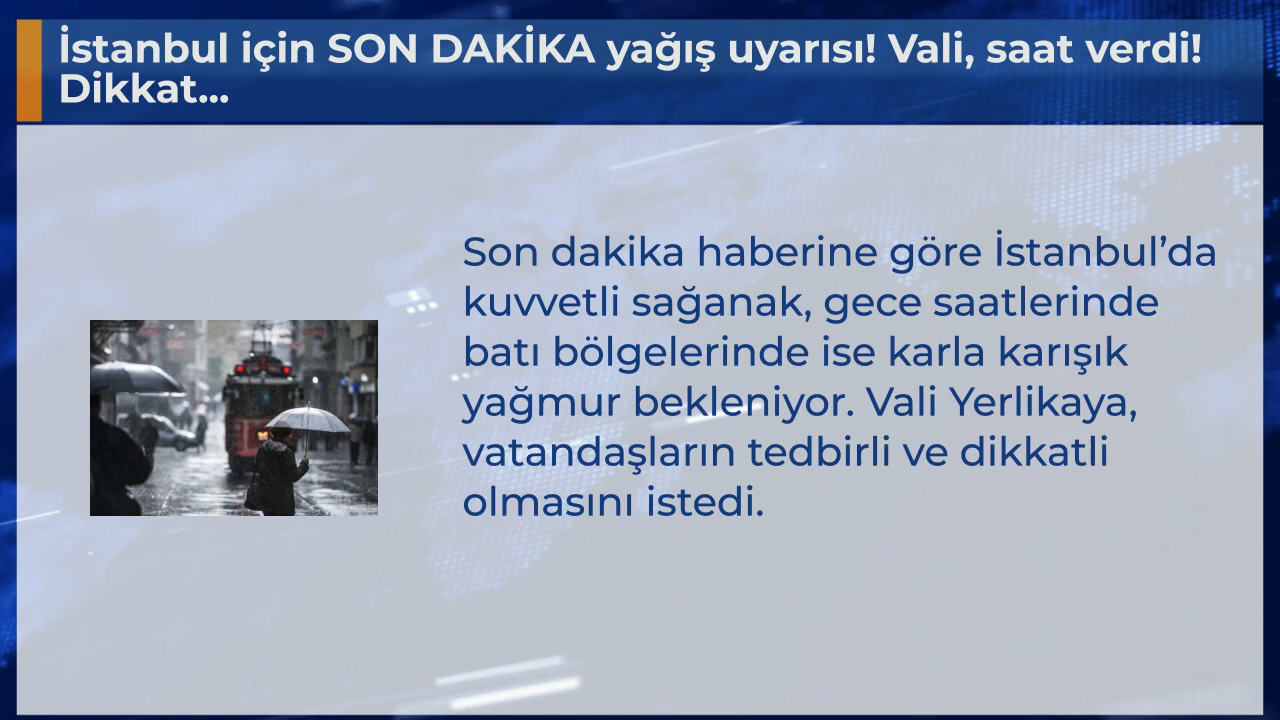 İstanbul için SON DAKİKA yağış uyarısı! Vali, saat verdi!
Dikkat...
Son dakika haberine göre İstanbul’da
kuvvetli sağanak, gece saatlerinde
batı bölgelerinde ise karla karışık
yağmur bekleniyor. Vali Yerlikaya,
vatandaşların tedbirli ve dikkatli
olmasını istedi.